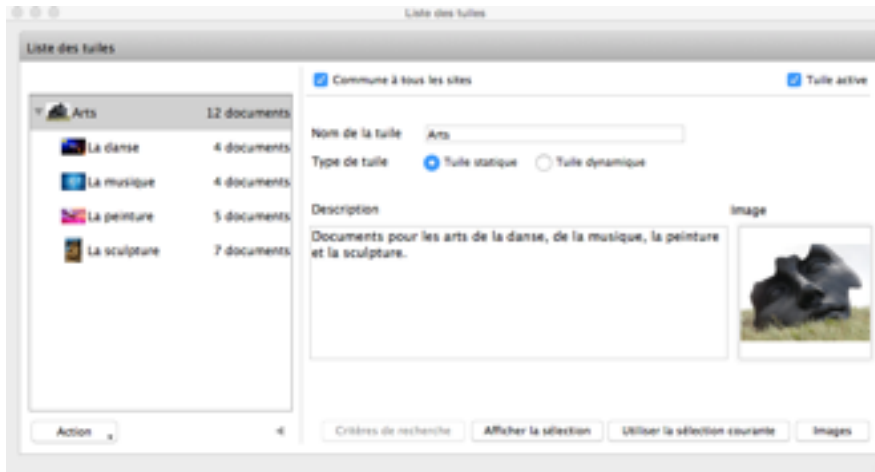 Liste des tuiles
Liste des tuiles
Commune à tous les sites
Tuile active
Arts 12 documents
La danse 4 documents
La musique 4 documents
La peinture 5 documents
La sculpture 7 documents
Nom de la tuile Arts
Type de tuile Tuile statique Tuile dynamique
Description Image
Documents pour les arts de la danse, de la musique, la peinture
et la sculpture.
Action Critères de recherche Afficher la sélection Utiliser la sélection courante Images